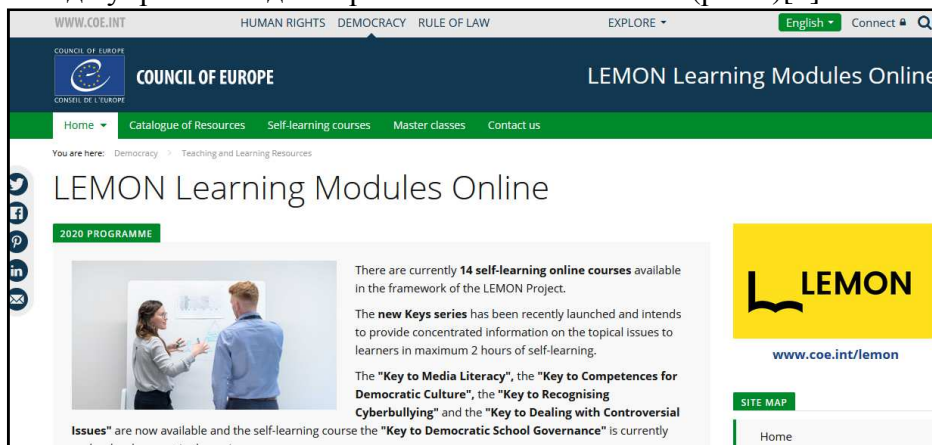 WWW.COE.INT HUMAN RIGHTS DEMOCRACY RULE OF LAW EXPLORE English Connect
COUNCIL OF EUROPE
CONSEIL DE L'EUROPE
COUNCIL OF EUROPE
LEMON Learning Modules Online
Home Catalogue of Resources Self-learning courses Master classes Contact us
You are here: Democracy > Teaching and Learning Resources
LEMON Learning Modules Online
2020 PROGRAMME
There are currently 14 self-learning online courses available
in the framework of the LEMON Project.
The new Keys series has been recently launched and intends
to provide concentrated information on the topical issues to
learners in maximum 2 hours of self-learning.
The "Key to Media Literacy", the "Key to Competences for
Democratic Culture", the "Key to Recognising
Cyberbullying" and the "Key to Dealing with Controversial
Issues" are now available and the self-learning course the "Key to Democratic School Governance" is currently
LEMON
www.coe.int/lemon
SITE MAP
Home